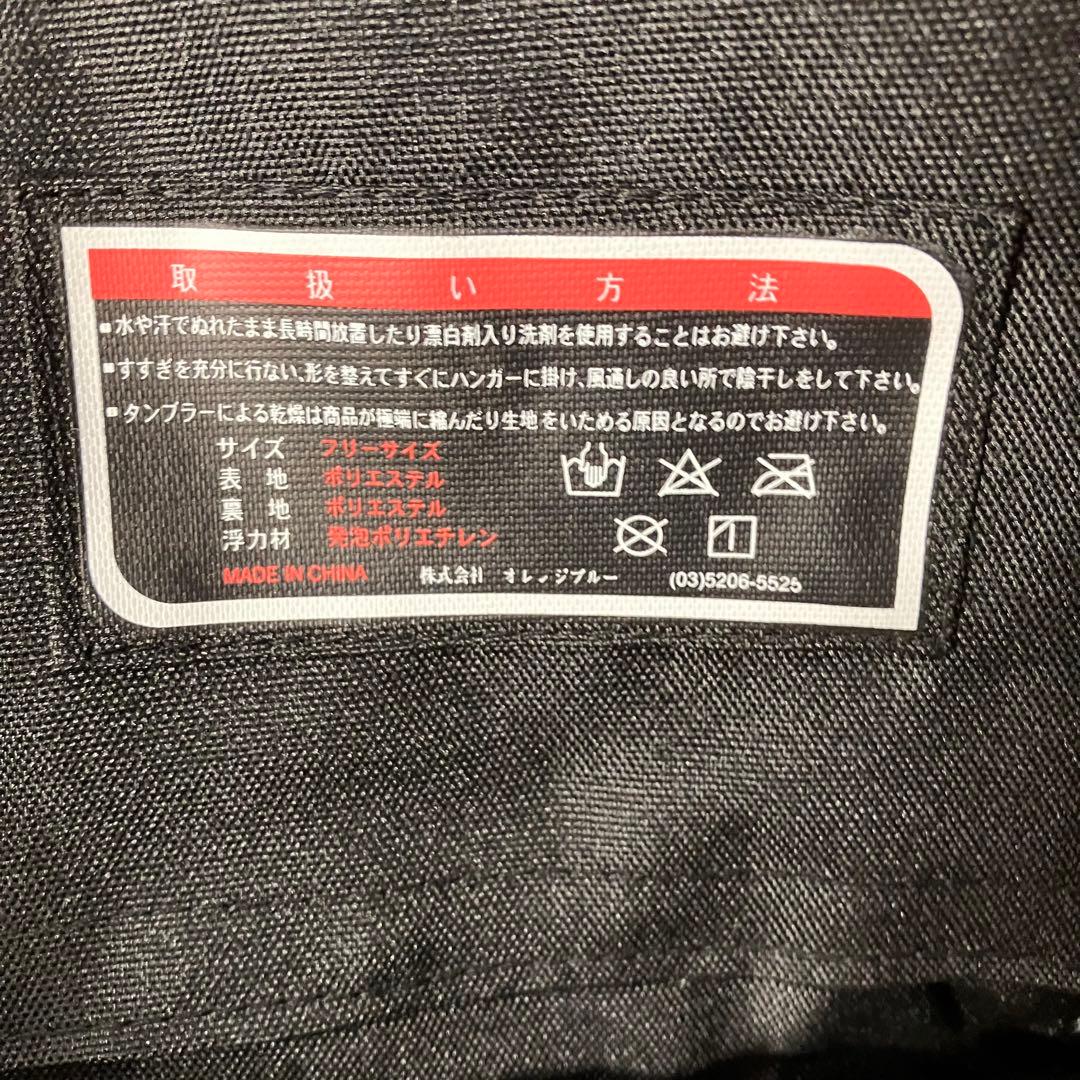 取扱い方法
■水や汗でぬれたまま長時間放置したり漂白剤入り洗剤を使用することはお避け下さい。
■すすぎを充分に行ない、形を整えてすぐにハンガーに掛け、風通しの良い所で陰干しをして下さい。
■タンブラーによる乾燥は商品が極端に縮んだり生地をいためる原因となるのでお避け下さい。
サイズ フリーサイズ
表地 ポリエステル
裏地 ポリエステル
浮力材 発泡ポリエチレン
MADE IN CHINA 株式会社 オレンジブルー (03)5206-5525